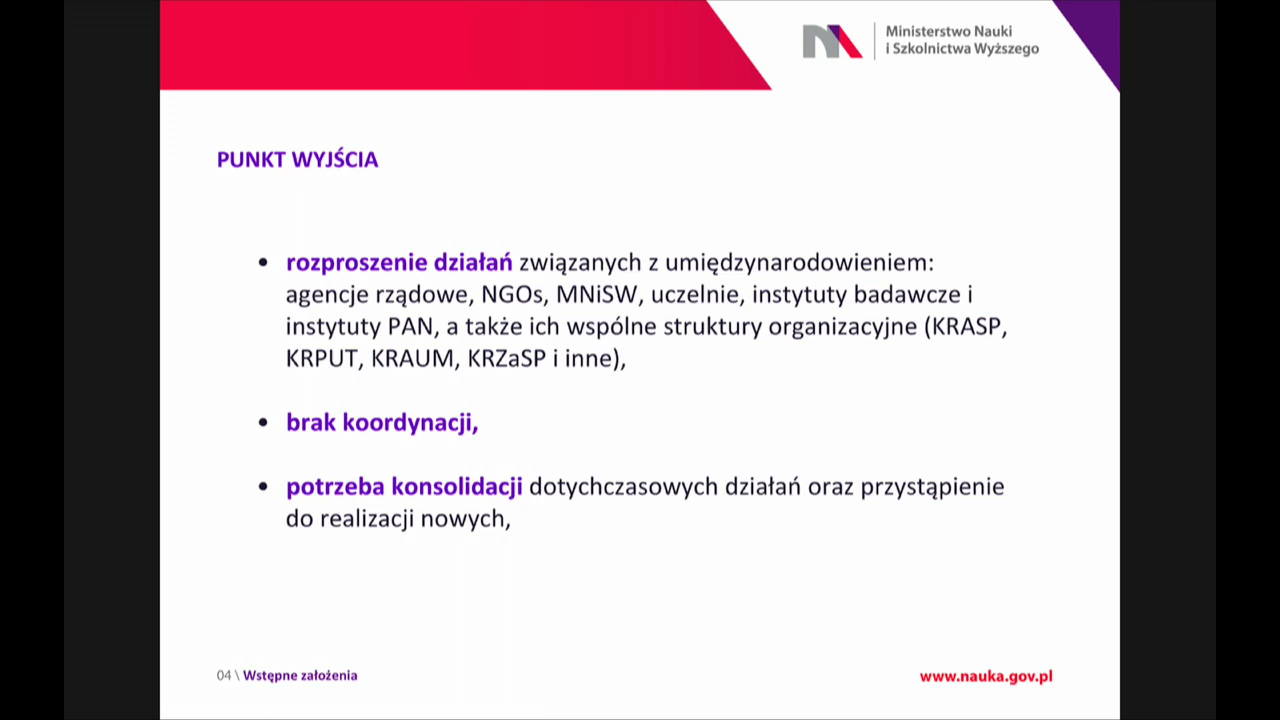 Ministerstwo Nauki
i Szkolnictwa Wyższego
PUNKT WYJŚCIA
• rozproszenie działań związanych z umiędzynarodowieniem:
agencje rządowe, NGOs, MNiSW, uczelnie, instytuty badawcze i
instytuty PAN, a także ich wspólne struktury organizacyjne (KRASP,
KRPUT, KRAUM, KRZaSP i inne),
• brak koordynacji,
• potrzeba konsolidacji dotychczasowych działań oraz przystąpienie
do realizacji nowych,
04 \ Wstępne założenia
www.nauka.gov.pl